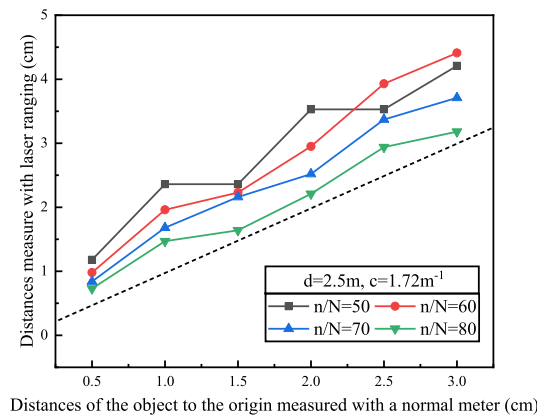 Distances measure with laser ranging (cm)
5
4
3
2
1
0
d=2.5m, c=1.72m⁻¹
n/N=50 n/N=60
n/N=70 n/N=80
0.5 1.0 1.5 2.0 2.5 3.0
Distances of the object to the origin measured with a normal meter (cm)